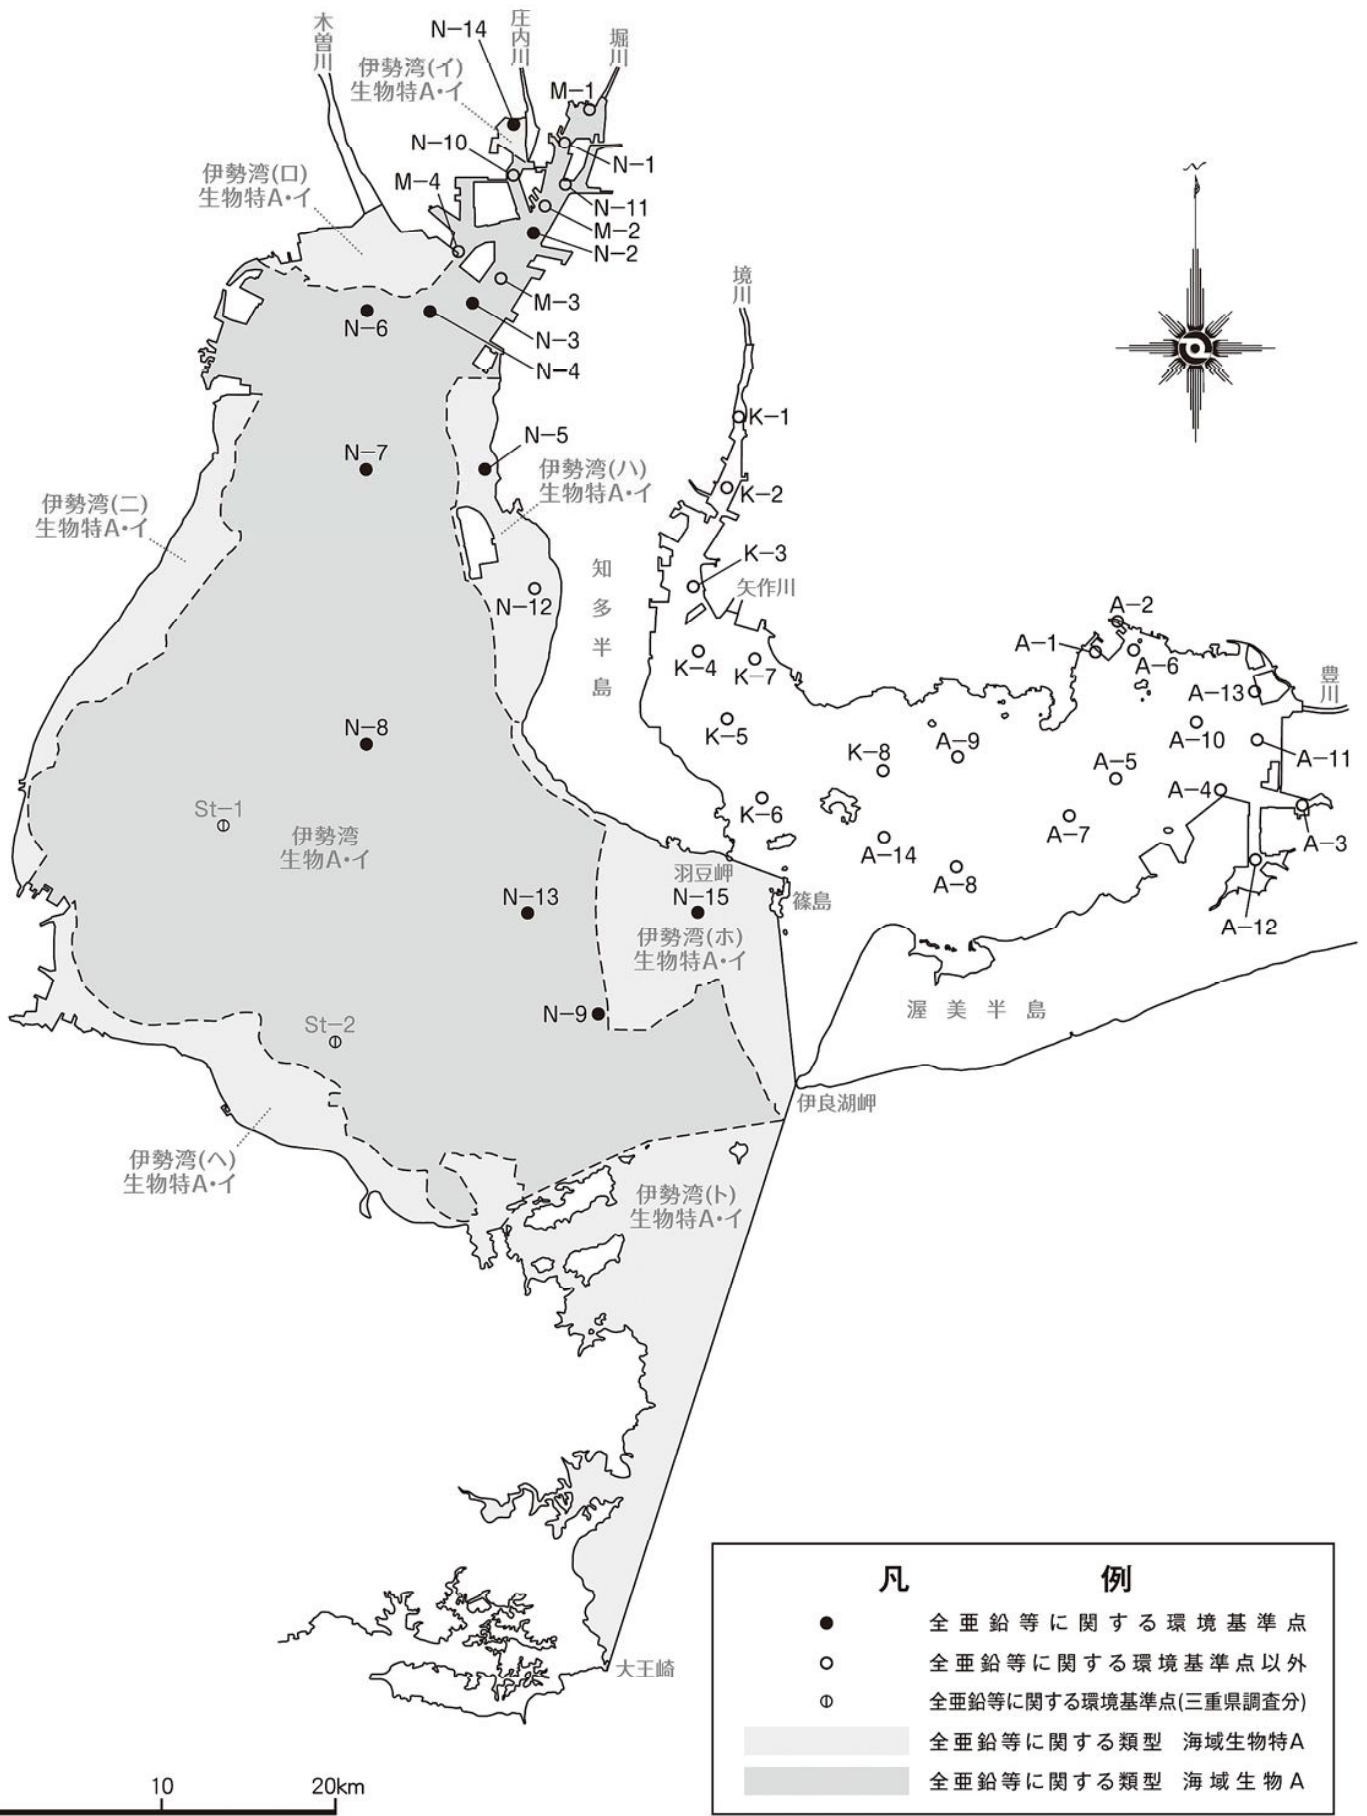 木曽川
N-14
庄内川
堀川
伊勢湾(イ)
生物特A・イ
M-1
N-10
N-1
伊勢湾(ロ)
生物特A・イ
M-4
N-11
M-2
N-2
M-3
N-6
N-3
N-4
境川
N
K-1
N-7
N-5
伊勢湾(ハ)
生物特A・イ
K-2
伊勢湾(ニ)
生物特A・イ
K-3
知多半島
N-12
矢作川
A-2
A-1
A-6
K-4
K-7
A-13
豊川
N-8
K-5
K-8
A-9
A-10
A-11
A-5
A-4
St-1
K-6
伊勢湾
生物A・イ
A-7
A-3
A-14
羽豆岬
A-8
N-13
N-15
篠島
A-12
伊勢湾(ホ)
生物特A・イ
N-9
渥美半島
St-2
伊良湖岬
伊勢湾(ヘ)
生物特A・イ
伊勢湾(ト)
生物特A・イ
大王崎
凡例
全亜鉛等に関する環境基準点
全亜鉛等に関する環境基準点以外
全亜鉛等に関する環境基準点(三重県調査分)
全亜鉛等に関する類型 海域生物特A
全亜鉛等に関する類型 海域生物A
10 20km